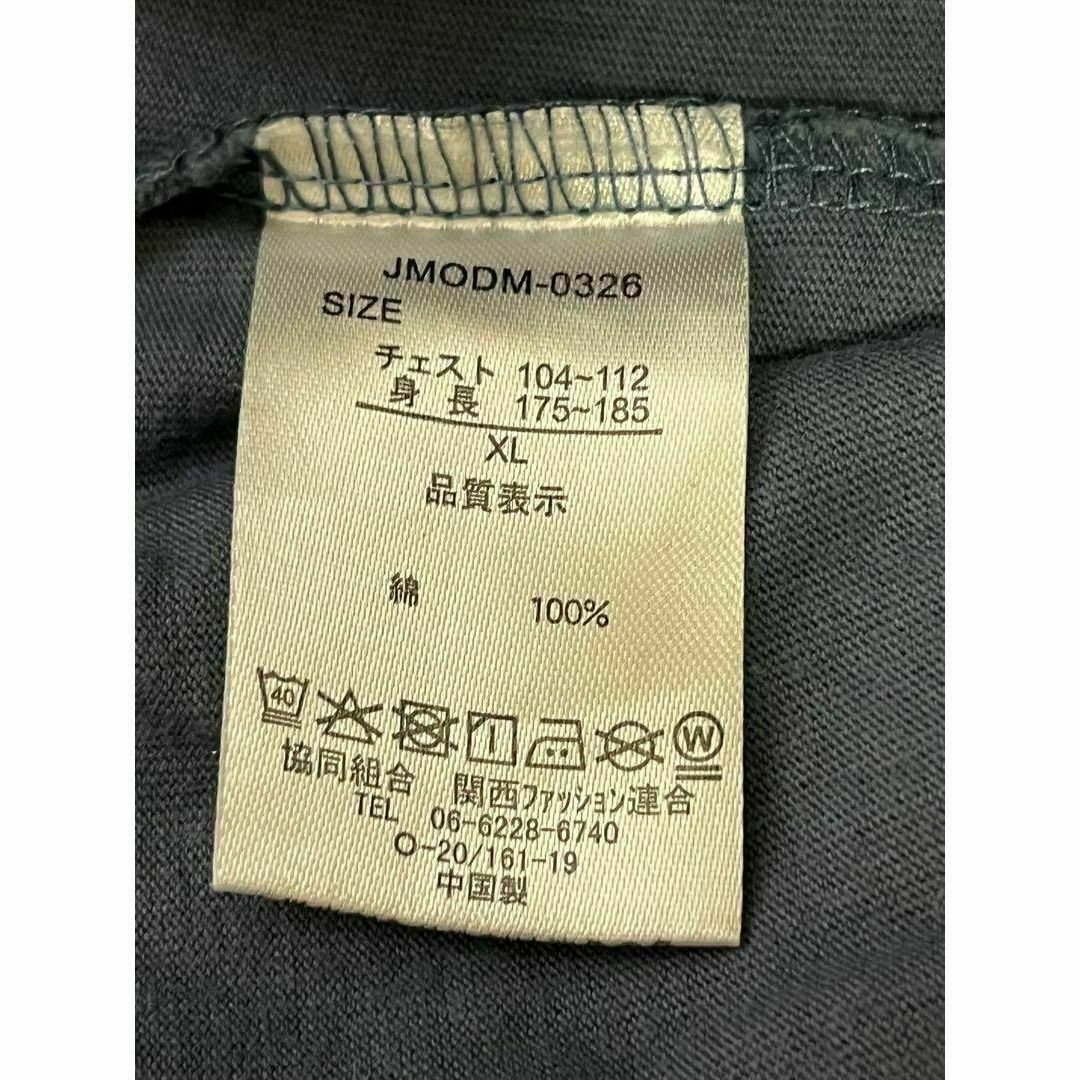 JMODM-0326
SIZE
チェスト 104~112
身長 175~185
XL
品質表示
綿 100%
40 W
協同組合 関西ファッション連合
TEL 06-6228-6740
O-20/161-19
中国製